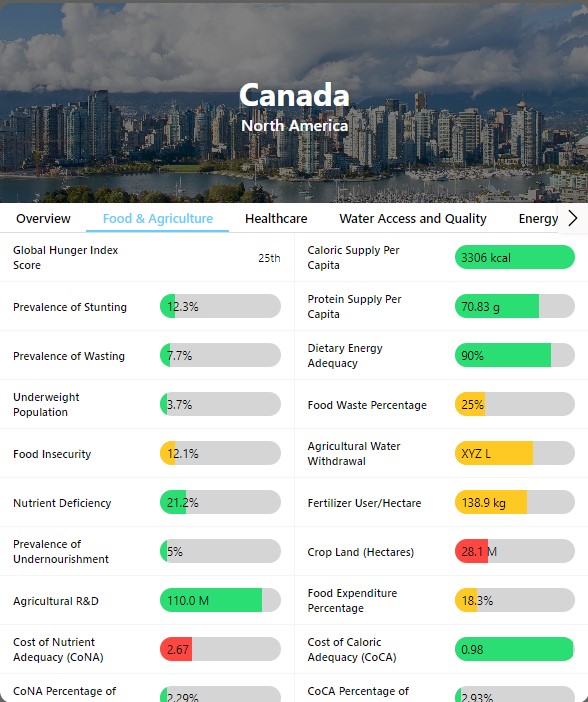 Canada
North America
Overview Food & Agriculture Healthcare Water Access and Quality Energy
Global Hunger Index
Score
25th
Caloric Supply Per
Capita
3306 kcal
Prevalence of Stunting
12.3%
Protein Supply Per
Capita
70.83 g
Prevalence of Wasting
7.7%
Dietary Energy
Adequacy
90%
Underweight
Population
3.7%
Food Waste Percentage
25%
Food Insecurity
12.1%
Agricultural Water
Withdrawal
XYZ L
Nutrient Deficiency
21.2%
Fertilizer User/Hectare
138.9 kg
Prevalence of
Undernourishment
5%
Crop Land (Hectares)
28.1 M
Agricultural R&D
110.0 M
Food Expenditure
Percentage
18.3%
Cost of Nutrient
Adequacy (CoNA)
2.67
Cost of Caloric
Adequacy (CoCA)
0.98
CoNA Percentage of
2.29%
CoCA Percentage of
2.93%